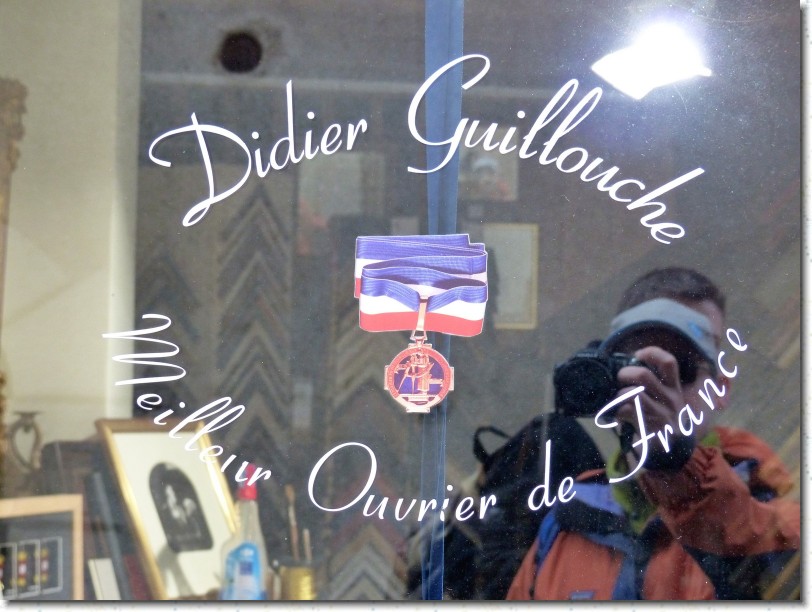 Didier Guillouche
Meilleur Ouvrier de France